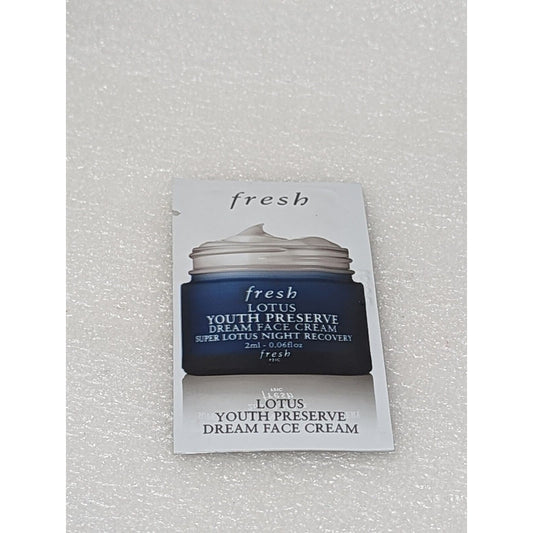 fresh
fresh
LOTUS
YOUTH PRESERVE
DREAM FACE CREAM
SUPER LOTUS NIGHT RECOVERY
2ml - 0.06floz
fresh
LOTUS
YOUTH PRESERVE
DREAM FACE CREAM